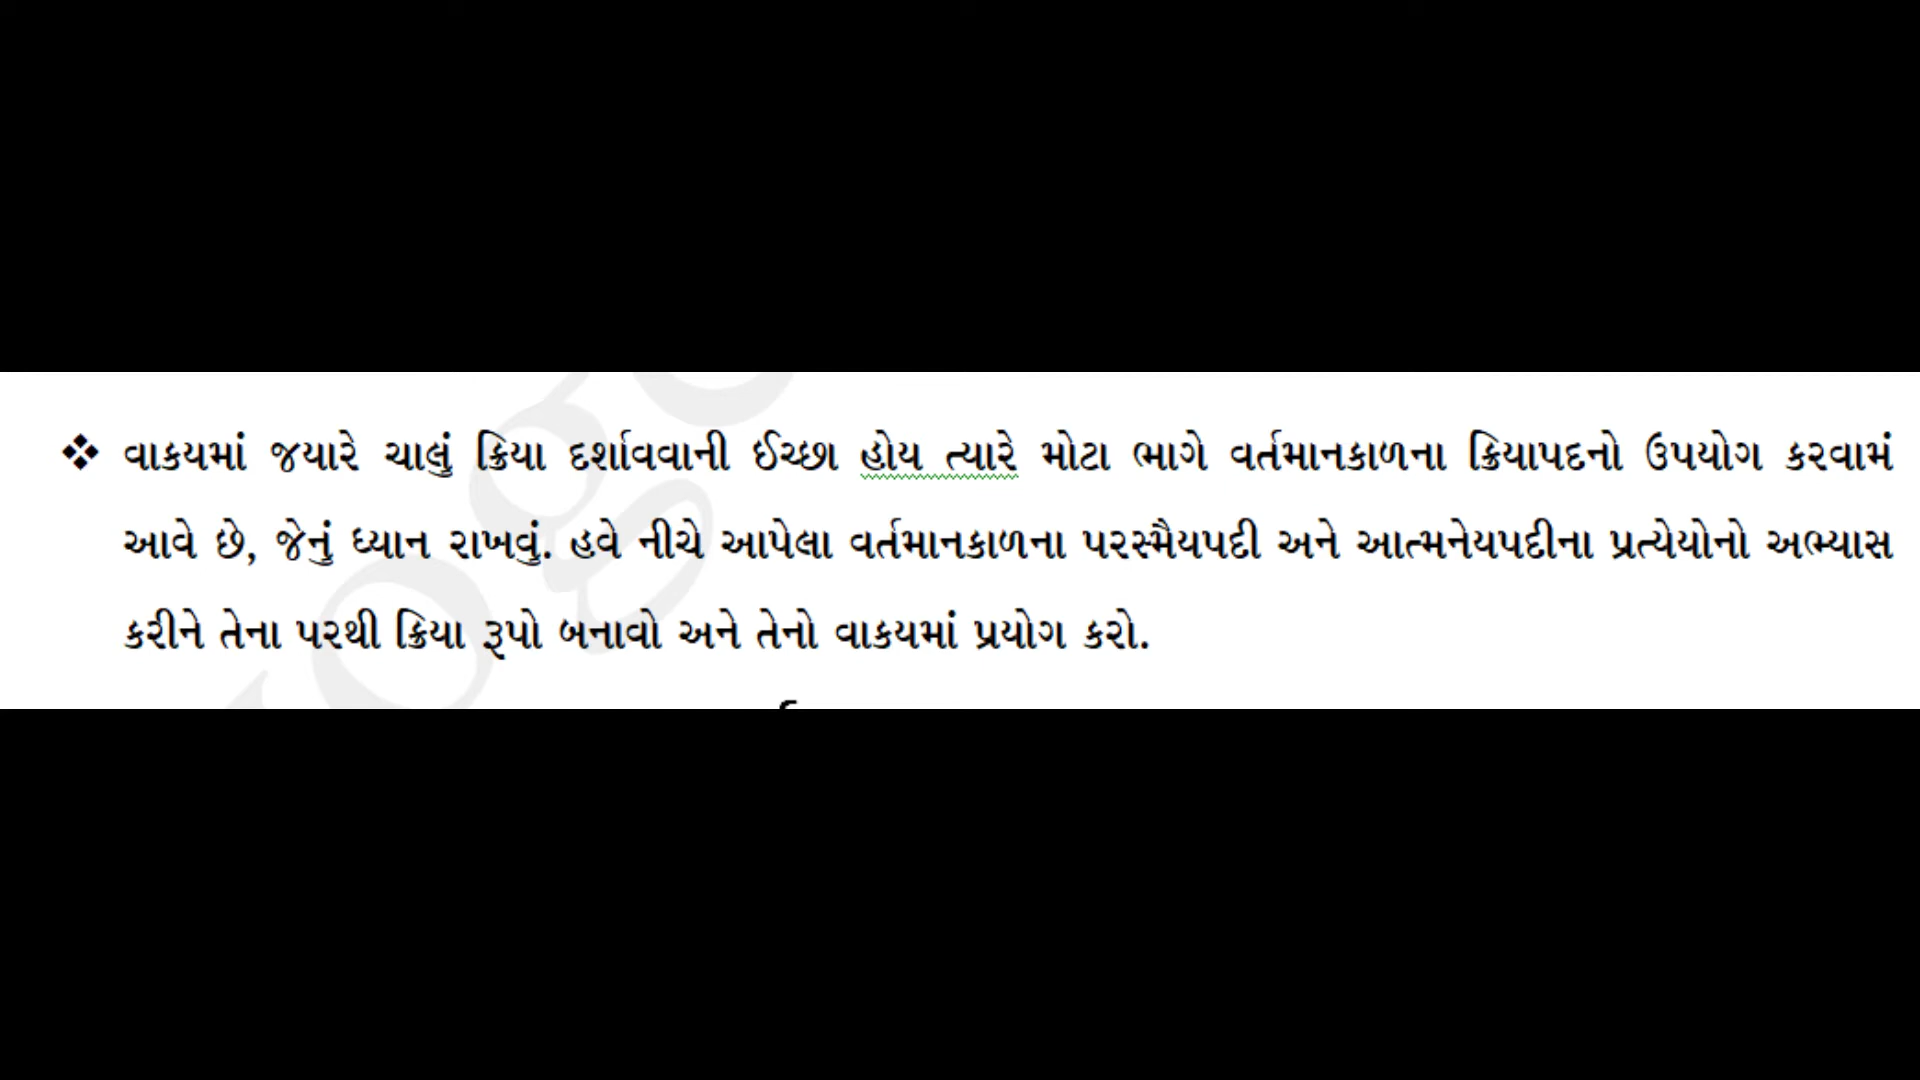 ❖ વાકયમાં જયારે ચાલું ક્રિયા દર્શાવવાની ઈચ્છા હોય ત્યારે મોટા ભાગે વર્તમાનકાળના ક્રિયાપદનો ઉપયોગ કરવામં
આવે છે, જેનું ધ્યાન રાખવું. હવે નીચે આપેલા વર્તમાનકાળના પરસ્મૈયપદી અને આત્મનેયપદીના પ્રત્યેયોનો અભ્યાસ
કરીને તેના પરથી ક્રિયા રૂપો બનાવો અને તેનો વાકયમાં પ્રયોગ કરો.